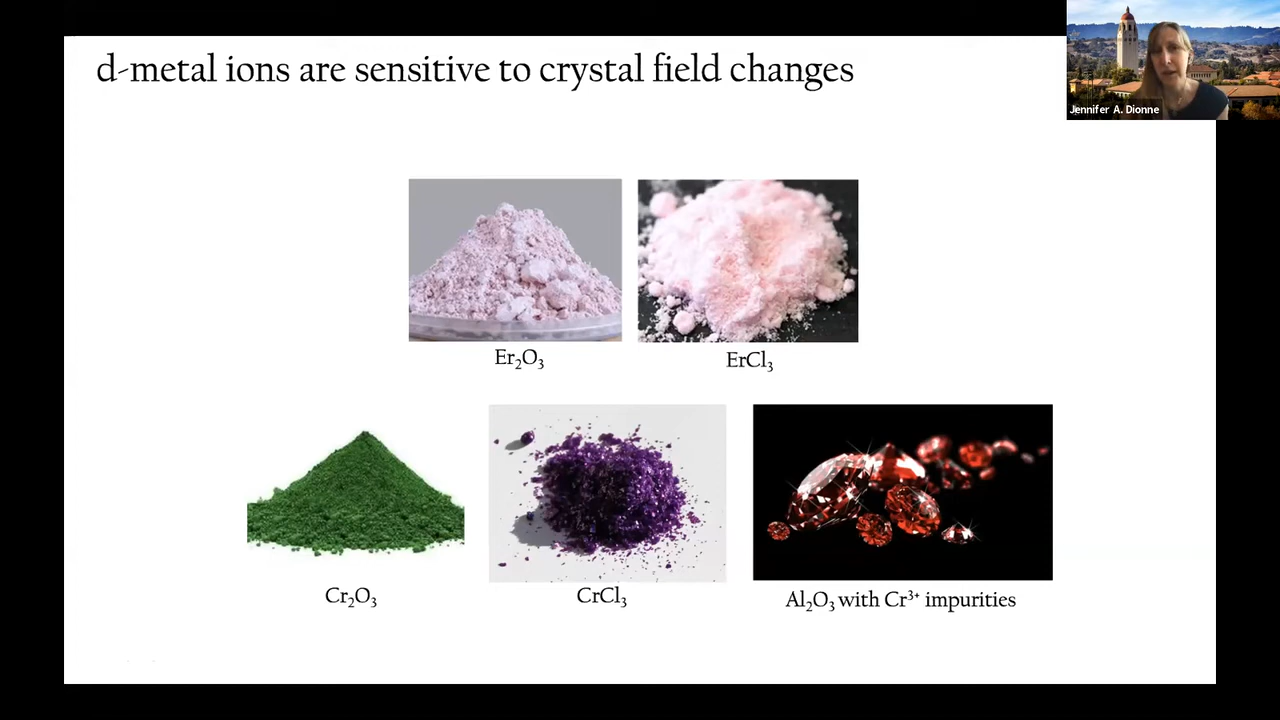 d-metal ions are sensitive to crystal field changes
Jennifer A. Dionne
Er₂O₃
ErCl₃
Cr₂O₃
CrCl₃
Al₂O₃ with Cr³⁺ impurities